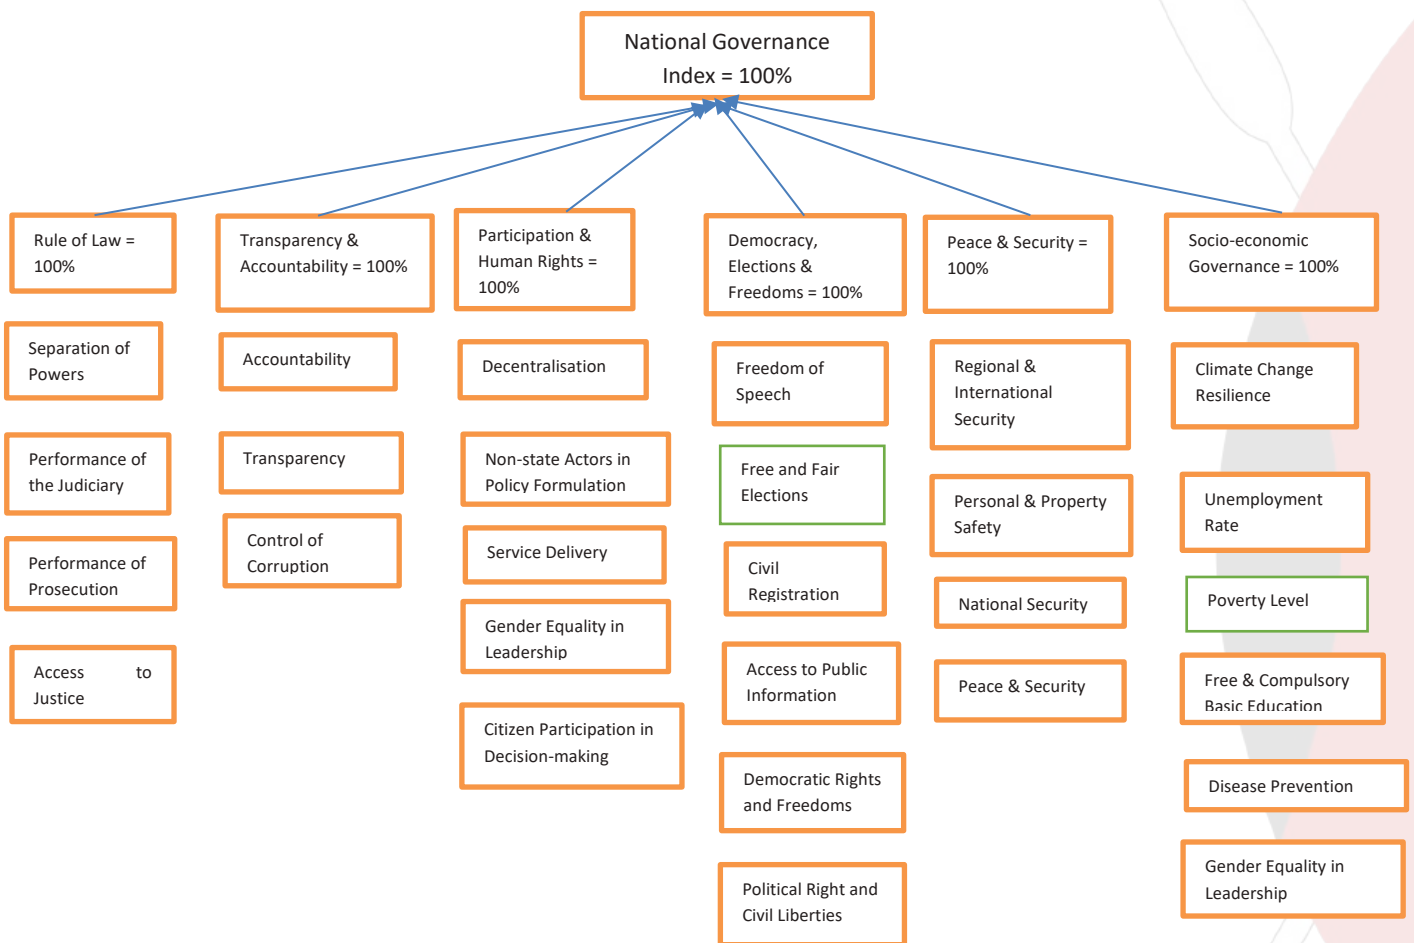 National Governance
Index = 100%
Rule of Law =
100%
Separation of
Powers
Performance of
the Judiciary
Performance of
Prosecution
Access to
Justice
Transparency &
Accountability = 100%
Accountability
Transparency
Control of
Corruption
Participation &
Human Rights =
100%
Decentralisation
Non-state Actors in
Policy Formulation
Service Delivery
Gender Equality in
Leadership
Citizen Participation in
Decision-making
Democracy,
Elections &
Freedoms = 100%
Freedom of
Speech
Free and Fair
Elections
Civil
Registration
Access to Public
Information
Democratic Rights
and Freedoms
Political Right and
Civil Liberties
Peace & Security =
100%
Regional &
International
Security
Personal & Property
Safety
National Security
Peace & Security
Socio-economic
Governance = 100%
Climate Change
Resilience
Unemployment
Rate
Poverty Level
Free & Compulsory
Basic Education
Disease Prevention
Gender Equality in
Leadership